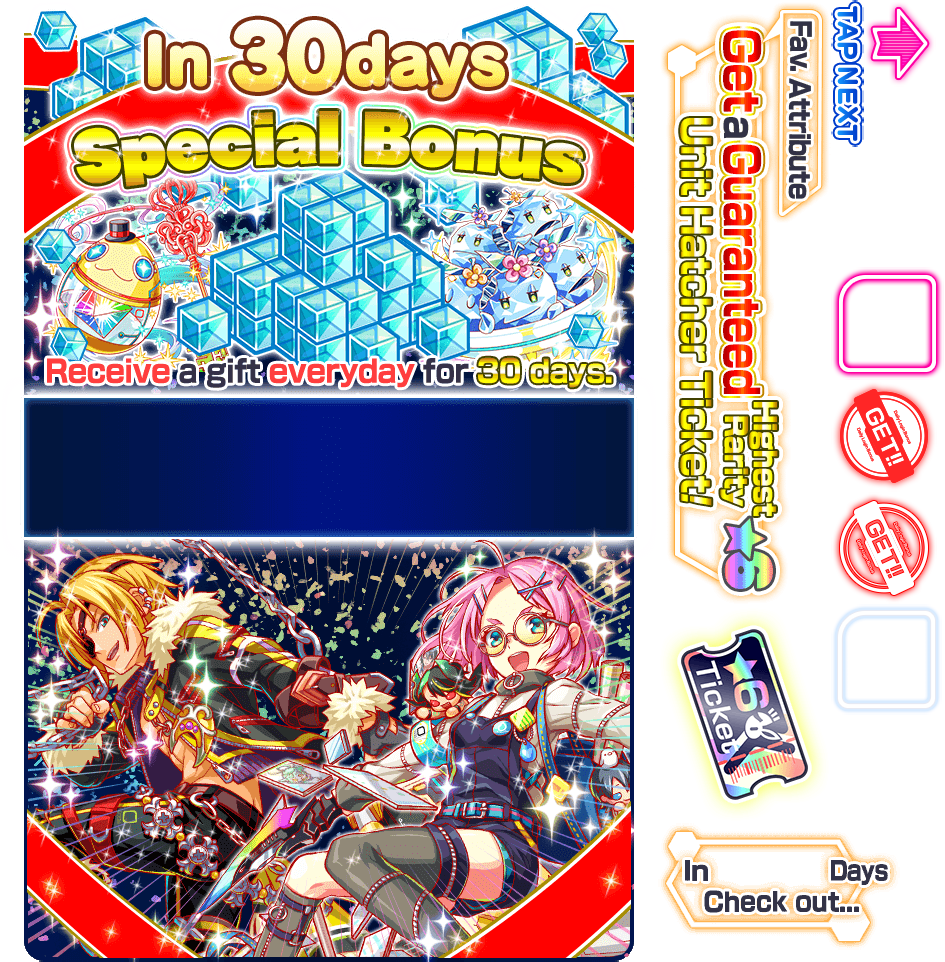 In 30days
Special Bonus
Receive a gift everyday for 30 days.
Fav. Attribute
Get a Guaranteed Highest Rarity ★6
Unit Hatcher Ticket!
TAP NEXT
GET!!
GET!!
★6
Ticket
In Days
Check out...